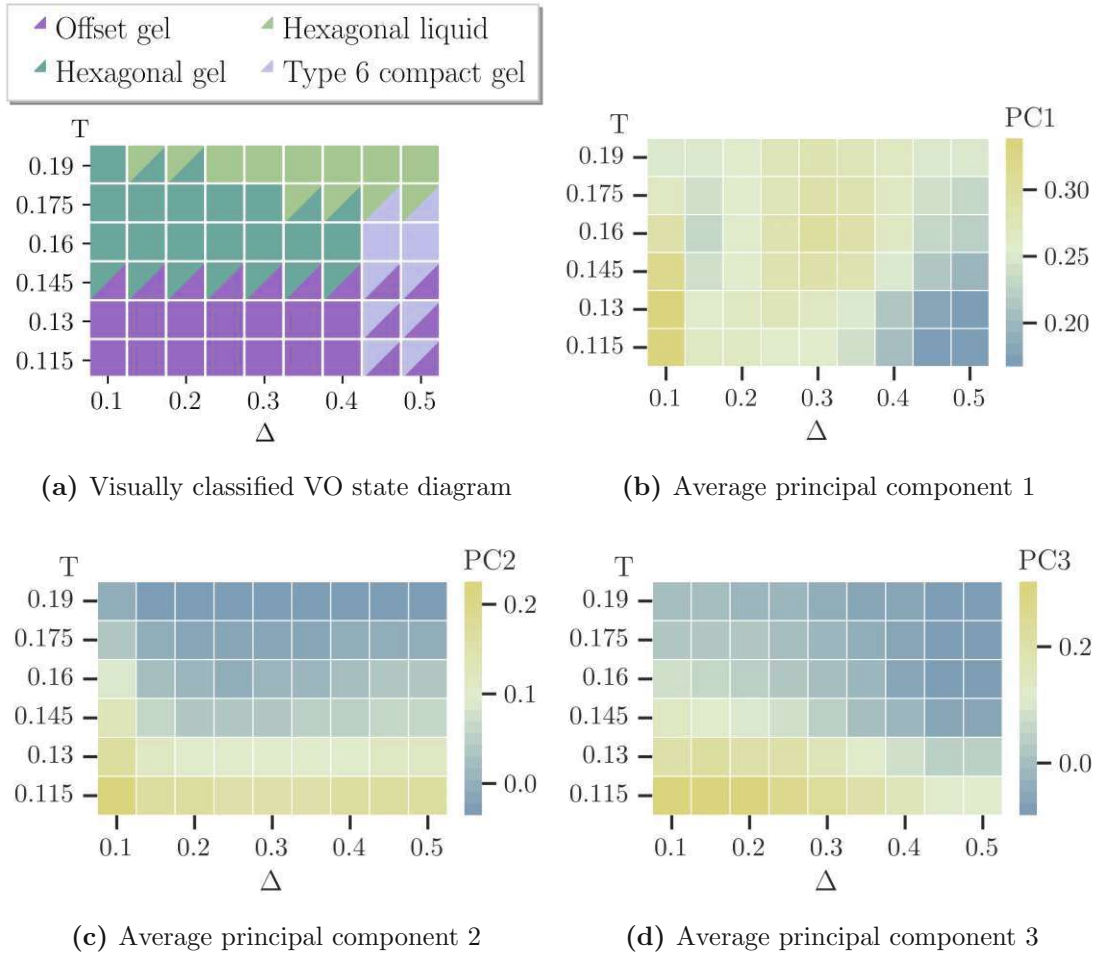 Offset gel
Hexagonal liquid
Hexagonal gel
Type 6 compact gel
T
0.19
0.175
0.16
0.145
0.13
0.115
0.1 0.2 0.3 0.4 0.5
Δ
(a) Visually classified VO state diagram
PC1
T
0.19
0.175
0.16
0.145
0.13
0.115
0.1 0.2 0.3 0.4 0.5
Δ
0.30
0.25
0.20
(b) Average principal component 1
PC2
T
0.19
0.175
0.16
0.145
0.13
0.115
0.1 0.2 0.3 0.4 0.5
Δ
0.2
0.1
0.0
(c) Average principal component 2
PC3
T
0.19
0.175
0.16
0.145
0.13
0.115
0.1 0.2 0.3 0.4 0.5
Δ
0.2
0.0
(d) Average principal component 3